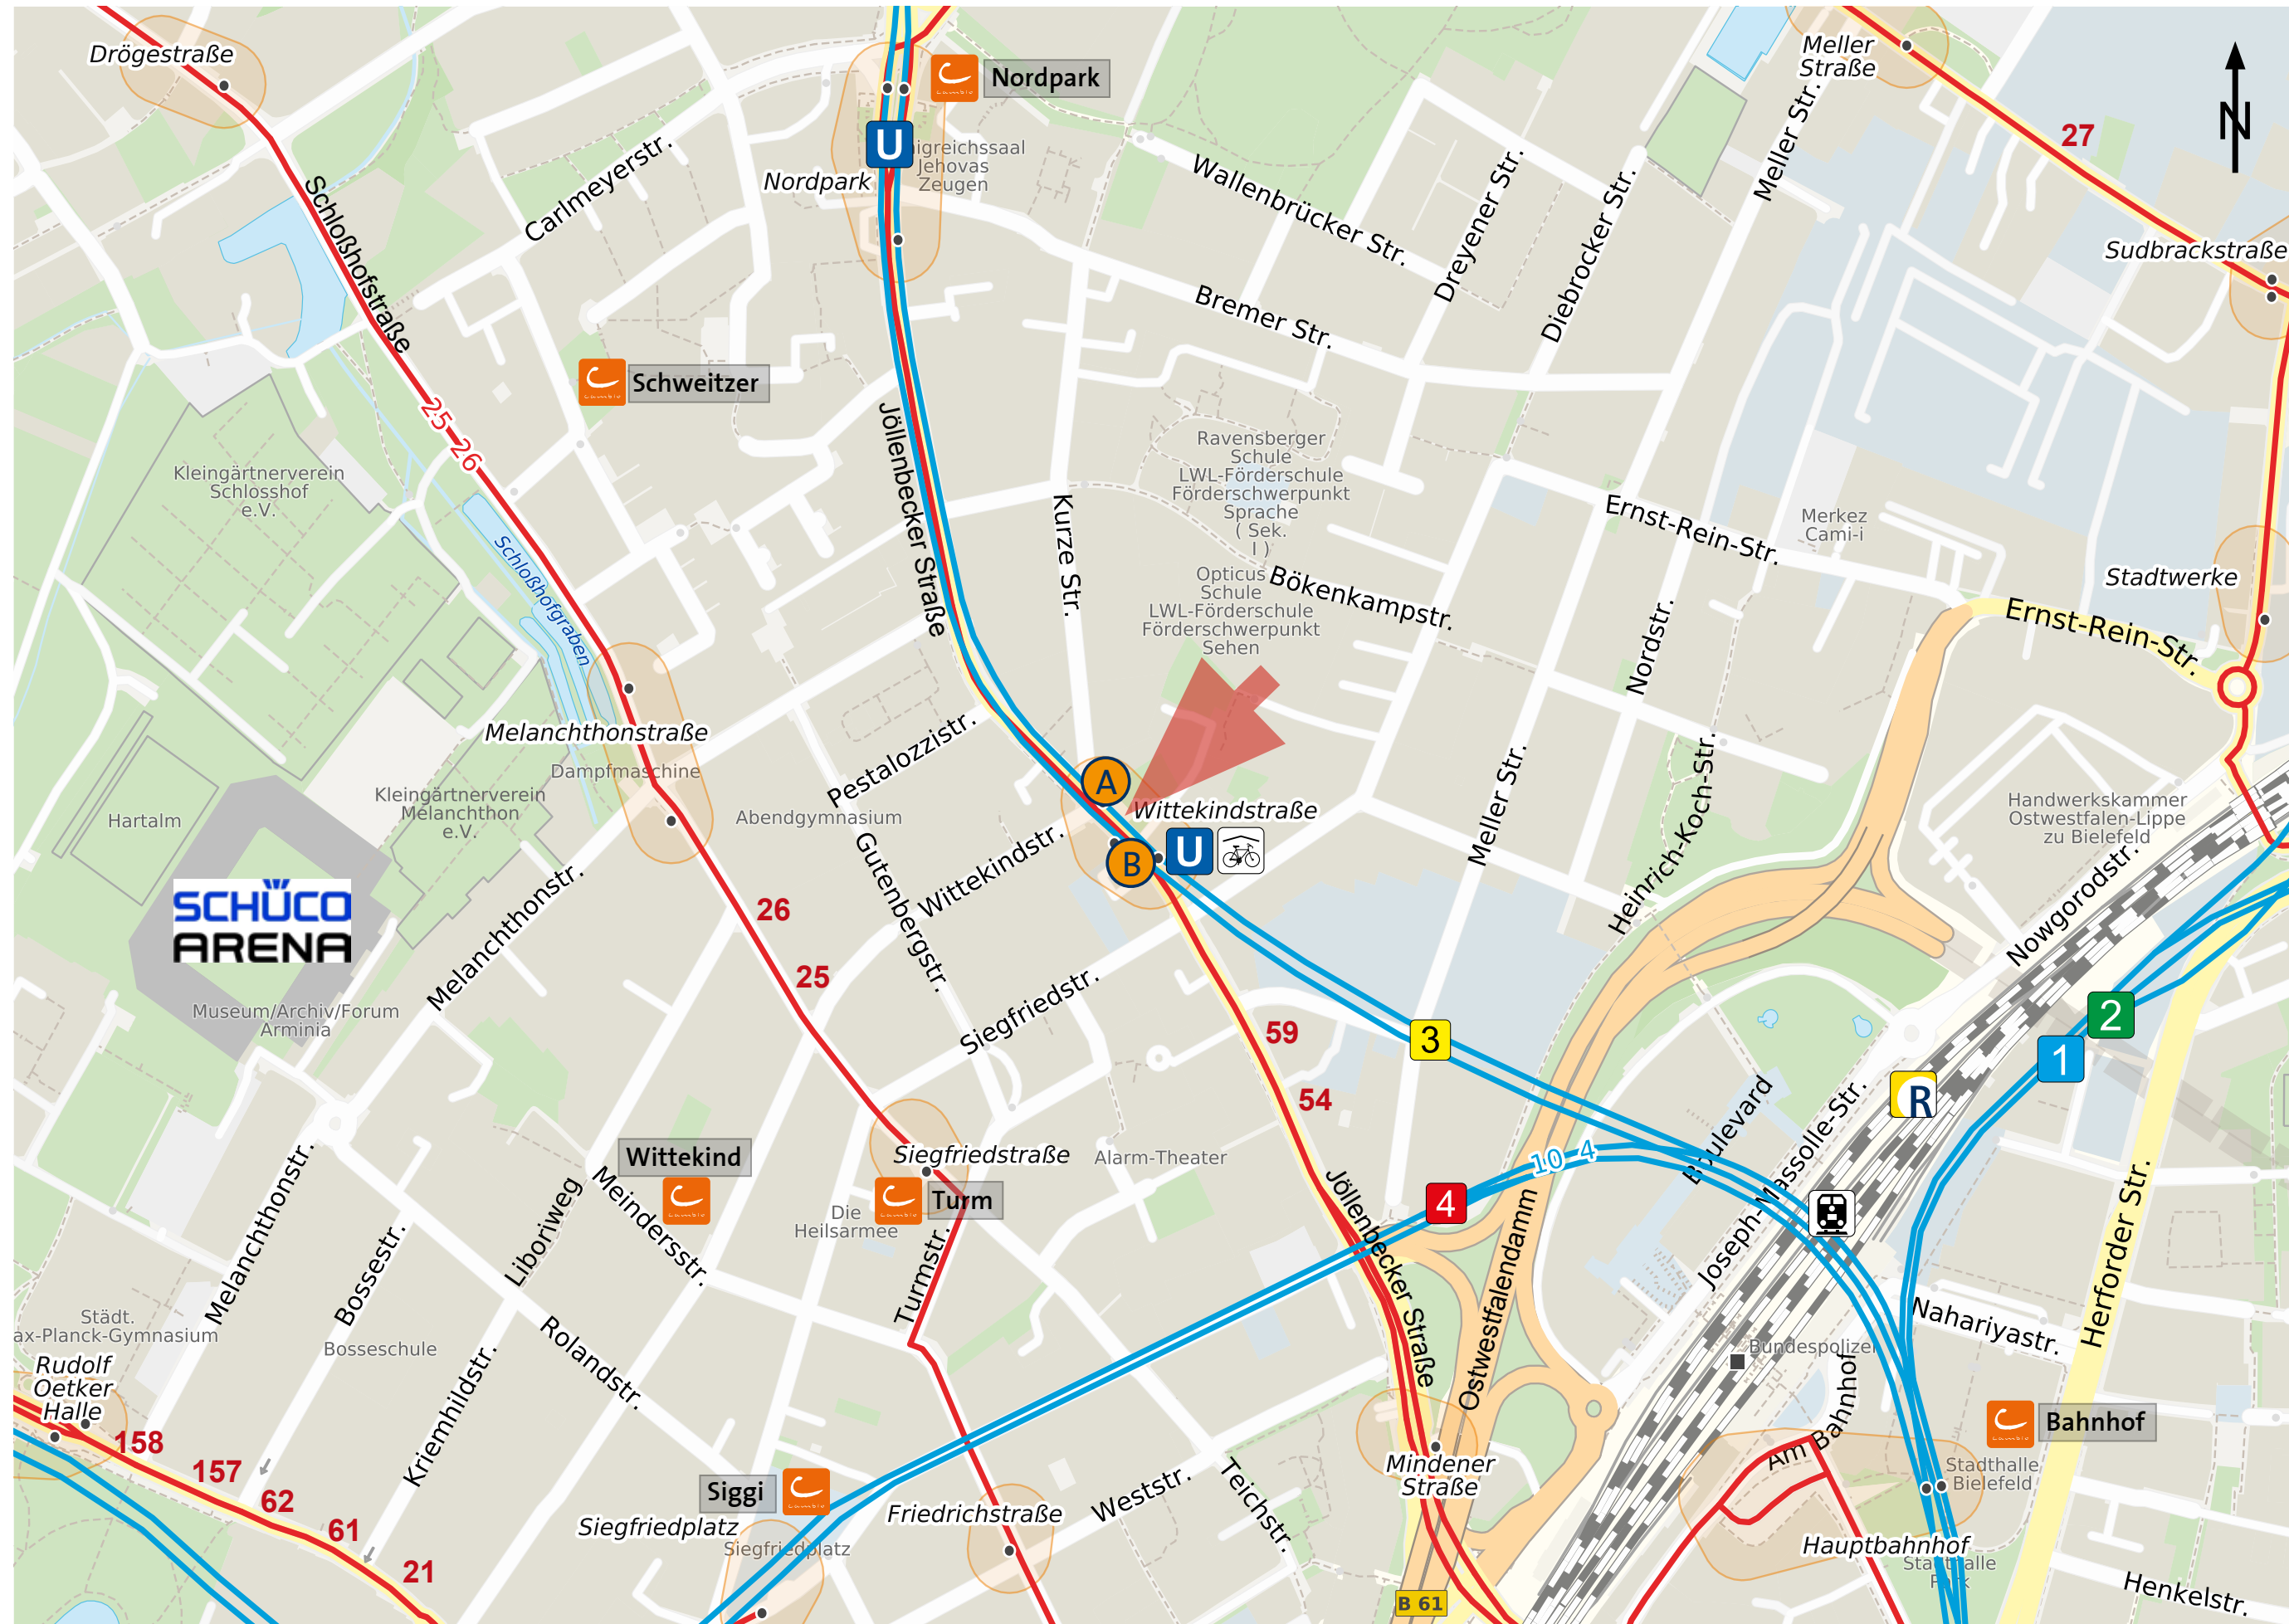 Drögestraße
Nordpark
Meller
Straße
27
N
U
igreichssaal
Jehovas
Zeugen
Nordpark
Carlmeyerstr.
Wallenbrücker Str.
Dreyener Str.
Diebrocker Str.
Meller Str.
Schloßhofstraße
Sudbrackstraße
Bremer Str.
Schweitzer
25
26
Jöllenbecker Straße
Kleingärtnerverein
Schlosshof
e.V.
Ravensberger
Schule
LWL-Förderschule
Förderschwerpunkt
Sprache
( Sek.
I )
Kurze Str.
Ernst-Rein-Str.
Merkez
Cami-i
Schloßhofgraben
Opticus
Schule
LWL-Förderschule
Förderschwerpunkt
Sehen
Bökenkampstr.
Stadtwerke
Ernst-Rein-Str.
Nordstr.
Melanchthonstraße
Dampfmaschine
Pestalozzistr.
A
Wittekindstraße
B
U
Abendgymnasium
Hartalm
Kleingärtnerverein
Melanchthon
e.V.
Meller Str.
Heinrich-Koch-Str.
Handwerkskammer
Ostwestfalen-Lippe
zu Bielefeld
Gutenbergstr.
Wittekindstr.
SCHÜCO
ARENA
Melanchthonstr.
26
25
Nowgorodstr.
Museum/Archiv/Forum
Arminia
Siegfriedstr.
59
3
2
1
54
R
Boulevard
Joseph-Massolle-Str.
Wittekind
Siegfriedstraße
Alarm-Theater
10
4
4
Turm
Die
Heilsarmee
Melanchthonstr.
Bossestr.
Liboriweg
Meindersstr.
Turmstr.
Jöllenbecker Straße
Ostwestfalendamm
Herforder Str.
Nahariyastr.
Bundespolizei
Städt.
ax-Planck-Gymnasium
Bosseschule
Rolandstr.
Kriemhildstr.
Rudolf
Oetker
Halle
158
157
62
61
21
Siggi
Siegfriedplatz
Siegfriedplatz
Friedrichstraße
Weststr.
Teichstr.
Mindener
Straße
B 61
Am Bahnhof
Bahnhof
Stadthalle
Bielefeld
Hauptbahnhof
Stadthalle
Park
Henkelstr.